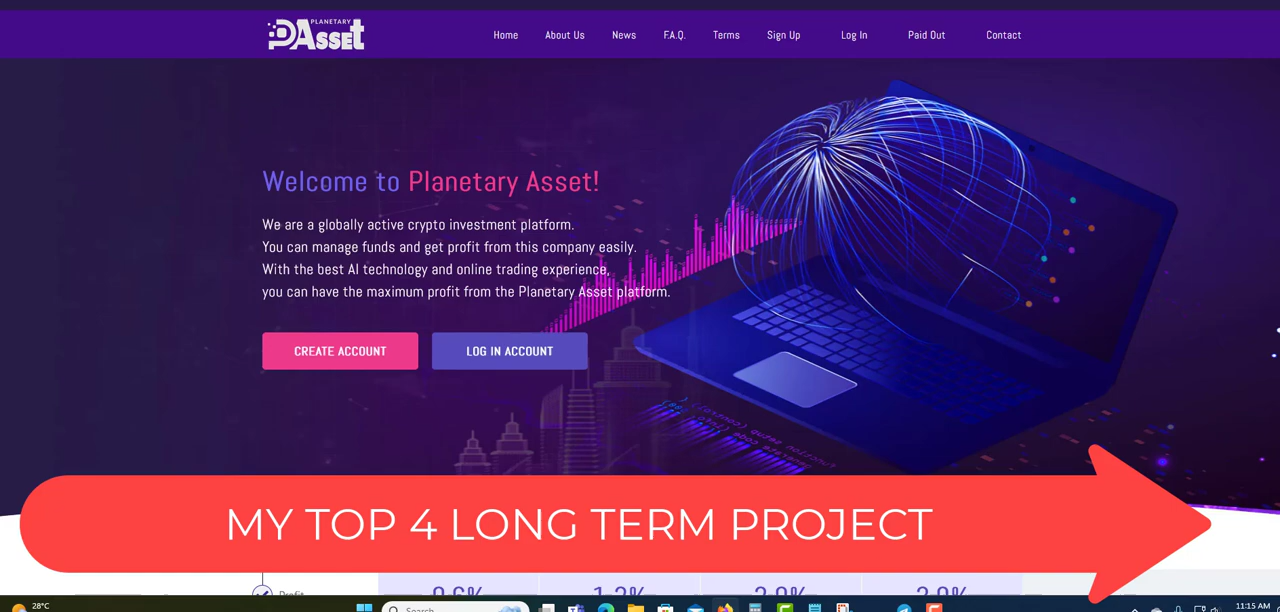 PLANETARY
PAsset
Home About Us News F.A.Q. Terms Sign Up Log In Paid Out Contact
Welcome to Planetary Asset!
We are a globally active crypto investment platform.
You can manage funds and get profit from this company easily.
With the best AI technology and online trading experience,
you can have the maximum profit from the Planetary Asset platform.
CREATE ACCOUNT LOG IN ACCOUNT
MY TOP 4 LONG TERM PROJECT
Profit
28°C
Search
11:15 AM